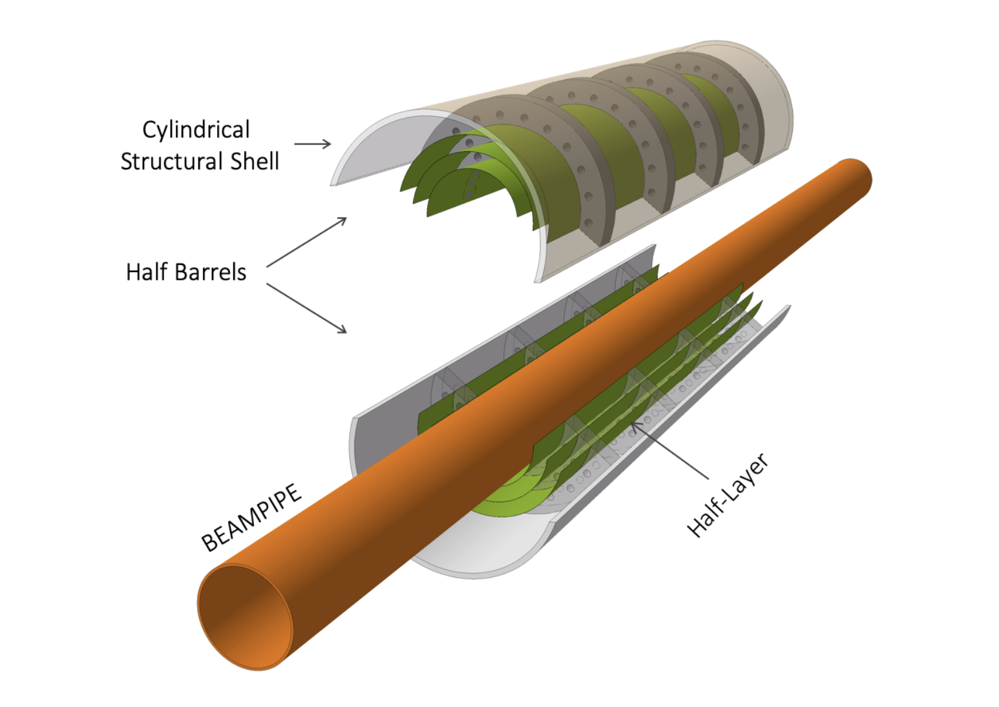 Cylindrical
Structural Shell
Half Barrels
BEAMPIPE
Half-Layer